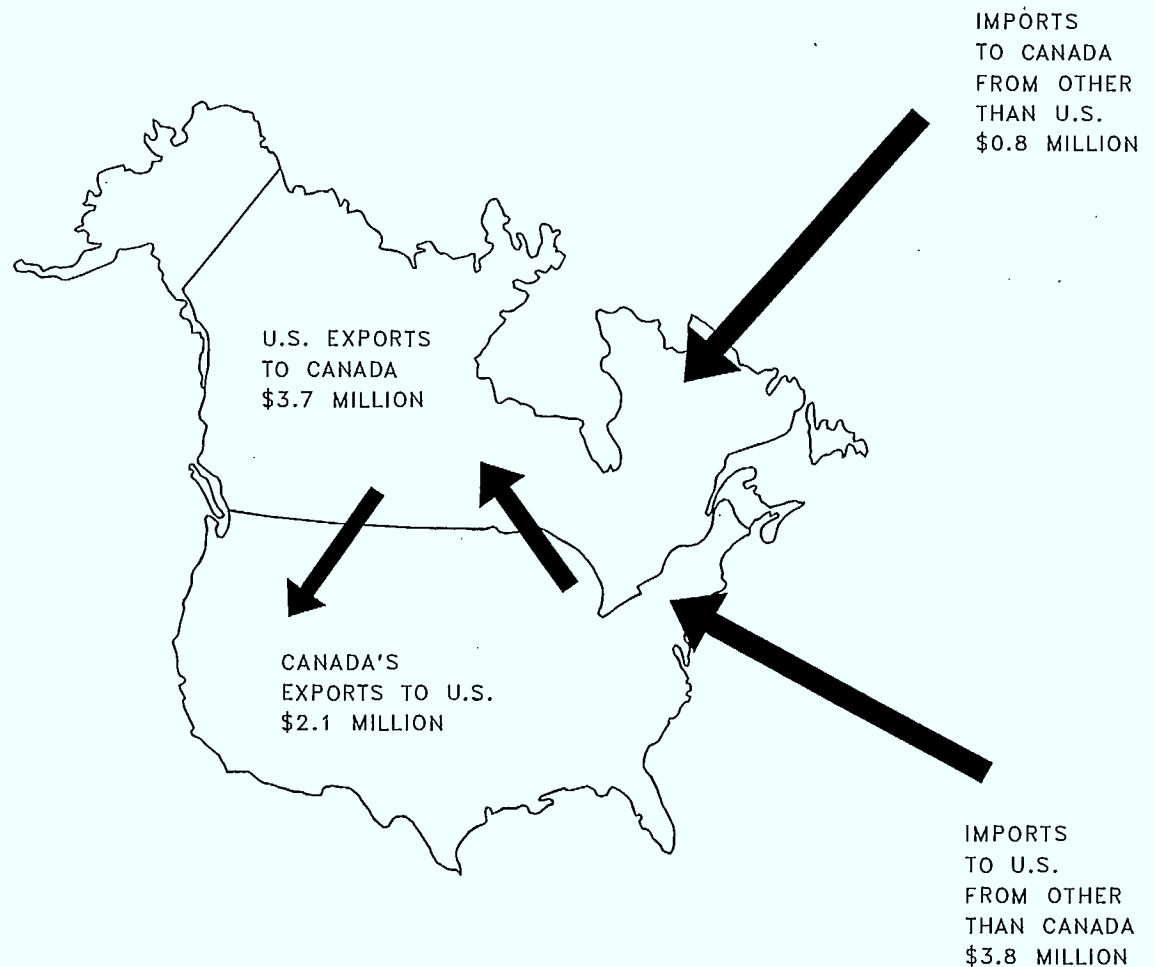 IMPORTS
TO CANADA
FROM OTHER
THAN U.S.
$0.8 MILLION
U.S. EXPORTS
TO CANADA
$3.7 MILLION
CANADA'S
EXPORTS TO U.S.
$2.1 MILLION
IMPORTS
TO U.S.
FROM OTHER
THAN CANADA
$3.8 MILLION